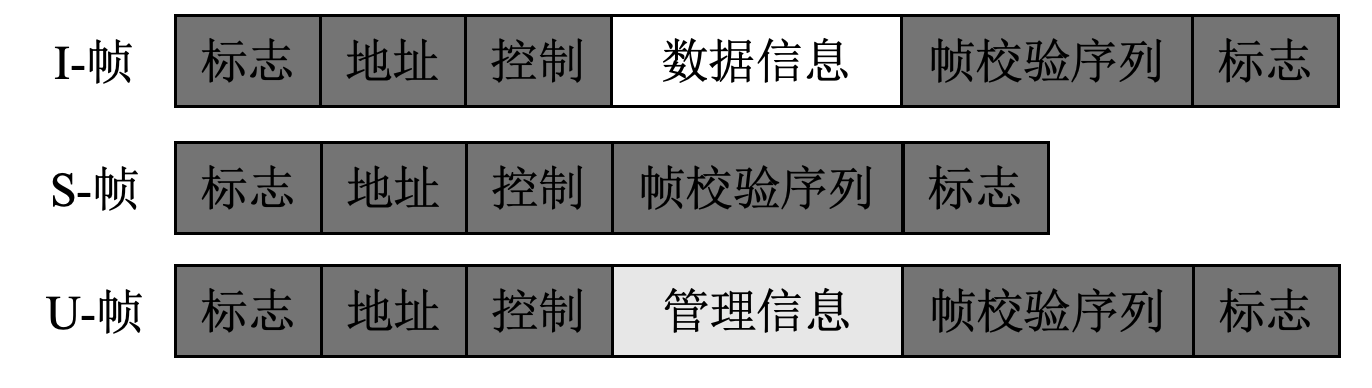 I-帧 标志 地址 控制 数据信息 帧校验序列 标志
S-帧 标志 地址 控制 帧校验序列 标志
U-帧 标志 地址 控制 管理信息 帧校验序列 标志